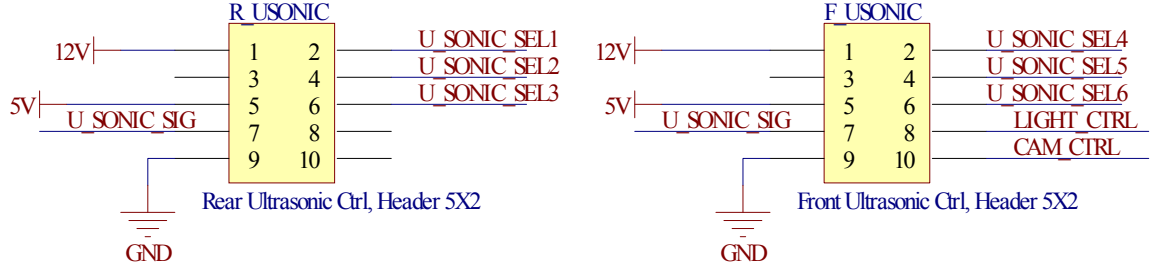 R_USONIC
12V 1 2 U_SONIC_SEL1
3 4 U_SONIC_SEL2
5V 5 6 U_SONIC_SEL3
U_SONIC_SIG 7 8
9 10
Rear Ultrasonic Ctrl, Header 5X2
GND
F_USONIC
12V 1 2 U_SONIC_SEL4
3 4 U_SONIC_SEL5
5V 5 6 U_SONIC_SEL6
U_SONIC_SIG 7 8 LIGHT_CTRL
9 10 CAM_CTRL
Front Ultrasonic Ctrl, Header 5X2
GND